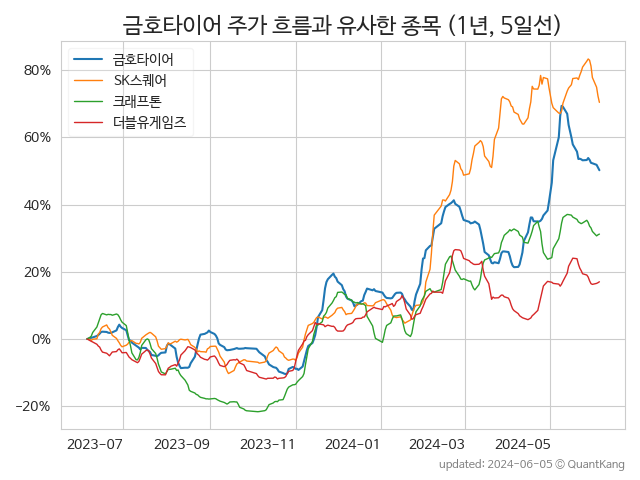 금호타이어 주가 흐름과 유사한 종목 (1년, 5일선)
금호타이어
SK스퀘어
크래프톤
더블유게임즈
80%
60%
40%
20%
0%
−20%
2023-07 2023-09 2023-11 2024-01 2024-03 2024-05
updated: 2024-06-05 © QuantKang